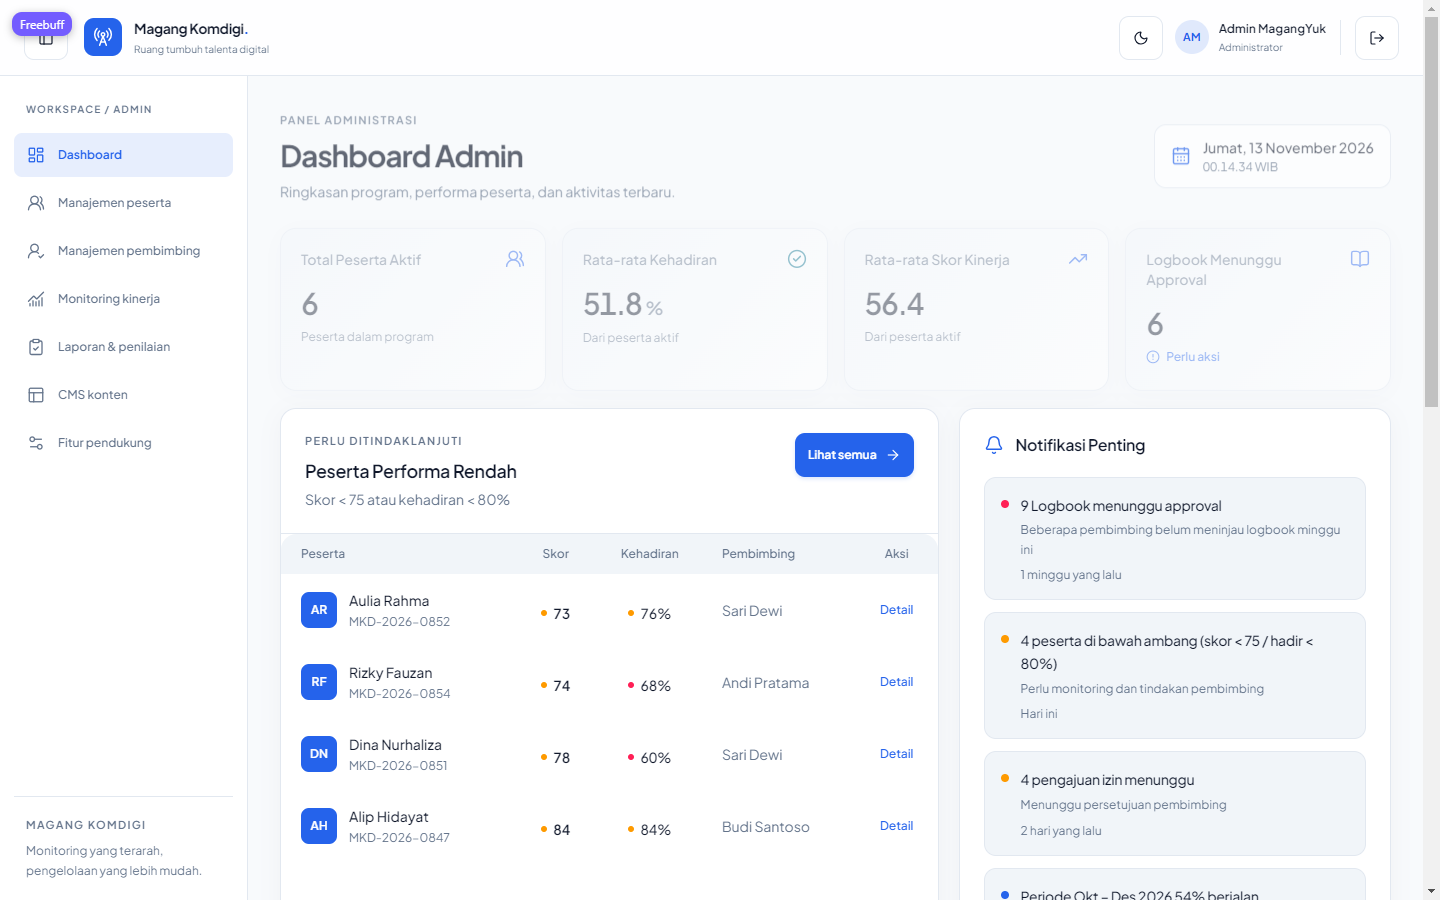 Freebuff
Magang Komdigi.
Ruang tumbuh talenta digital
AM
Admin MagangYuk
Administrator
WORKSPACE / ADMIN
Dashboard
Manajemen peserta
Manajemen pembimbing
Monitoring kinerja
Laporan & penilaian
CMS konten
Fitur pendukung
MAGANG KOMDIGI
Monitoring yang terarah,
pengelolaan yang lebih mudah.
PANEL ADMINISTRASI
Dashboard Admin
Ringkasan program, performa peserta, dan aktivitas terbaru.
Jumat, 13 November 2026
00.14.34 WIB
Total Peserta Aktif
6
Peserta dalam program
Rata-rata Kehadiran
51.8 %
Dari peserta aktif
Rata-rata Skor Kinerja
56.4
Dari peserta aktif
Logbook Menunggu
Approval
6
Perlu aksi
PERLU DITINDAKLANJUTI
Peserta Performa Rendah
Skor < 75 atau kehadiran < 80%
Lihat semua
Peserta Skor Kehadiran Pembimbing Aksi
AR Aulia Rahma 73 76% Sari Dewi Detail
MKD-2026-0852
RF Rizky Fauzan 74 68% Andi Pratama Detail
MKD-2026-0854
DN Dina Nurhaliza 78 60% Sari Dewi Detail
MKD-2026-0851
AH Alip Hidayat 84 84% Budi Santoso Detail
MKD-2026-0847
Notifikasi Penting
9 Logbook menunggu approval
Beberapa pembimbing belum meninjau logbook minggu
ini
1 minggu yang lalu
4 peserta di bawah ambang (skor < 75 / hadir <
80%)
Perlu monitoring dan tindakan pembimbing
Hari ini
4 pengajuan izin menunggu
Menunggu persetujuan pembimbing
2 hari yang lalu
Periode Okt – Des 2026 54% berjalan